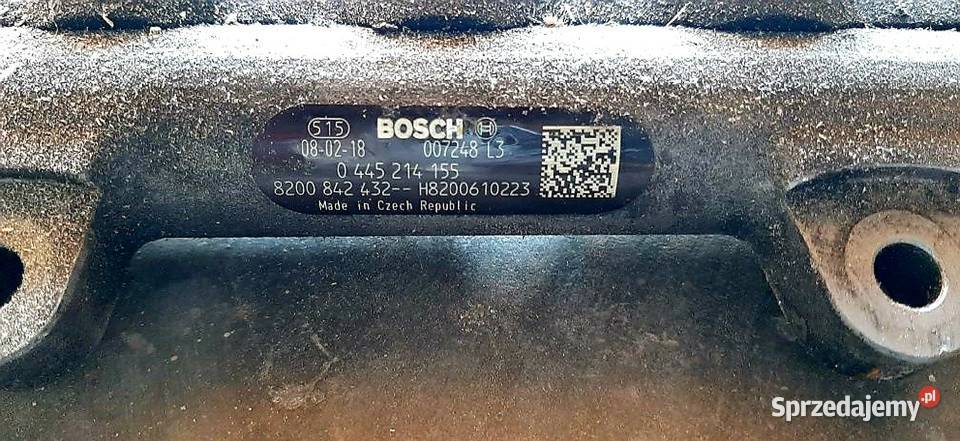 S15 BOSCH
08-02-18 007248 L3
0 445 214 155
8200 842 432-- H8200610223
Made in Czech Republic
Sprzedajemy.pl